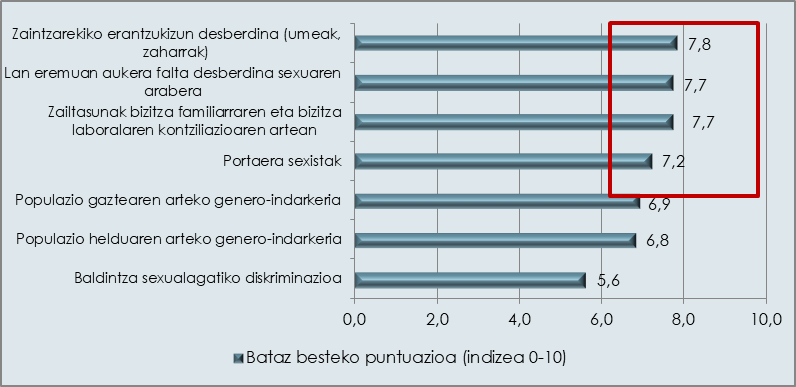 Zaintzarekiko erantzukizun desberdina (umeak,
zaharrak)
7,8
Lan eremuan aukera falta desberdina sexuaren
arabera
7,7
Zailtasunak bizitza familiarraren eta bizitza
laboralaren kontziliazioaren artean
7,7
Portaera sexistak
7,2
Populazio gaztearen arteko genero-indarkeria
6,9
Populazio helduaren arteko genero-indarkeria
6,8
Baldintza sexualagatiko diskriminazioa
5,6
0,0 2,0 4,0 6,0 8,0 10,0
Bataz besteko puntuazioa (indizea 0-10)